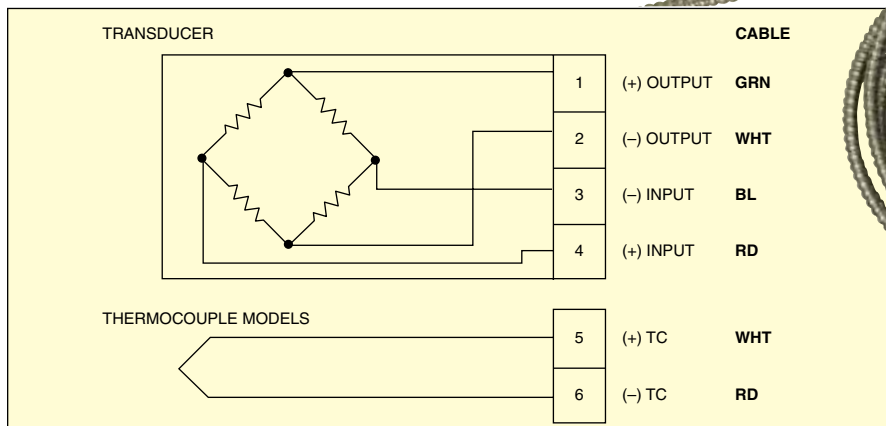 TRANSDUCER CABLE
1 (+) OUTPUT GRN
2 (–) OUTPUT WHT
3 (–) INPUT BL
4 (+) INPUT RD
THERMOCOUPLE MODELS
5 (+) TC WHT
6 (–) TC RD